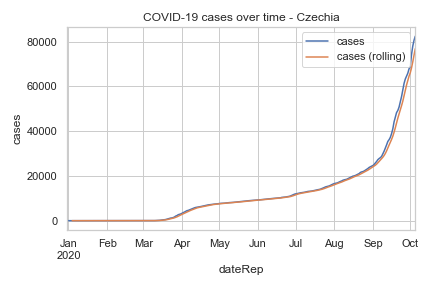 COVID-19 cases over time - Czechia
cases
cases (rolling)
80000
60000
40000
20000
0
cases
Jan Feb Mar Apr May Jun Jul Aug Sep Oct
2020
dateRep